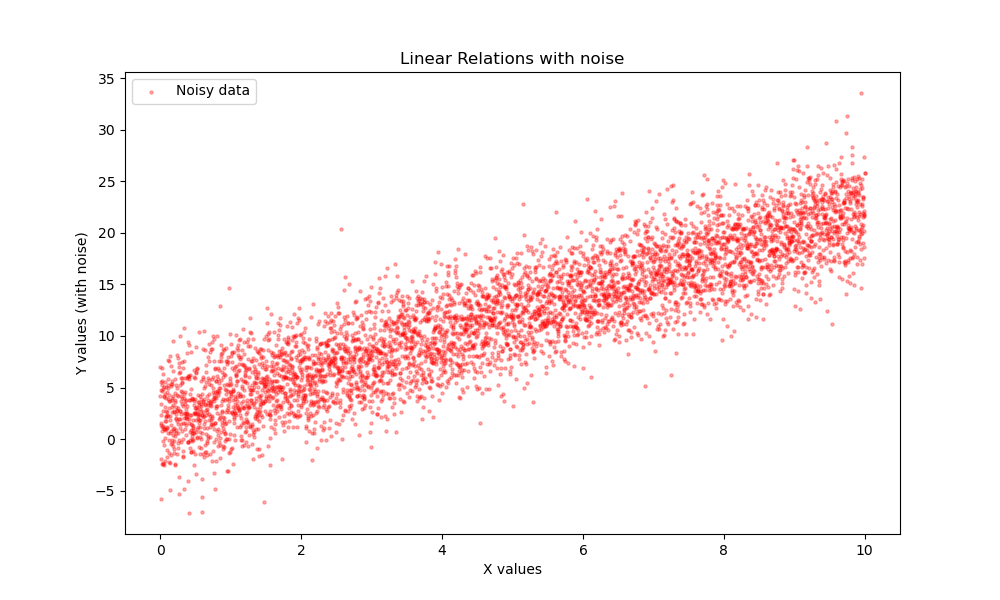 Linear Relations with noise
Noisy data
Y values (with noise)
35
30
25
20
15
10
5
0
−5
0 2 4 6 8 10
X values